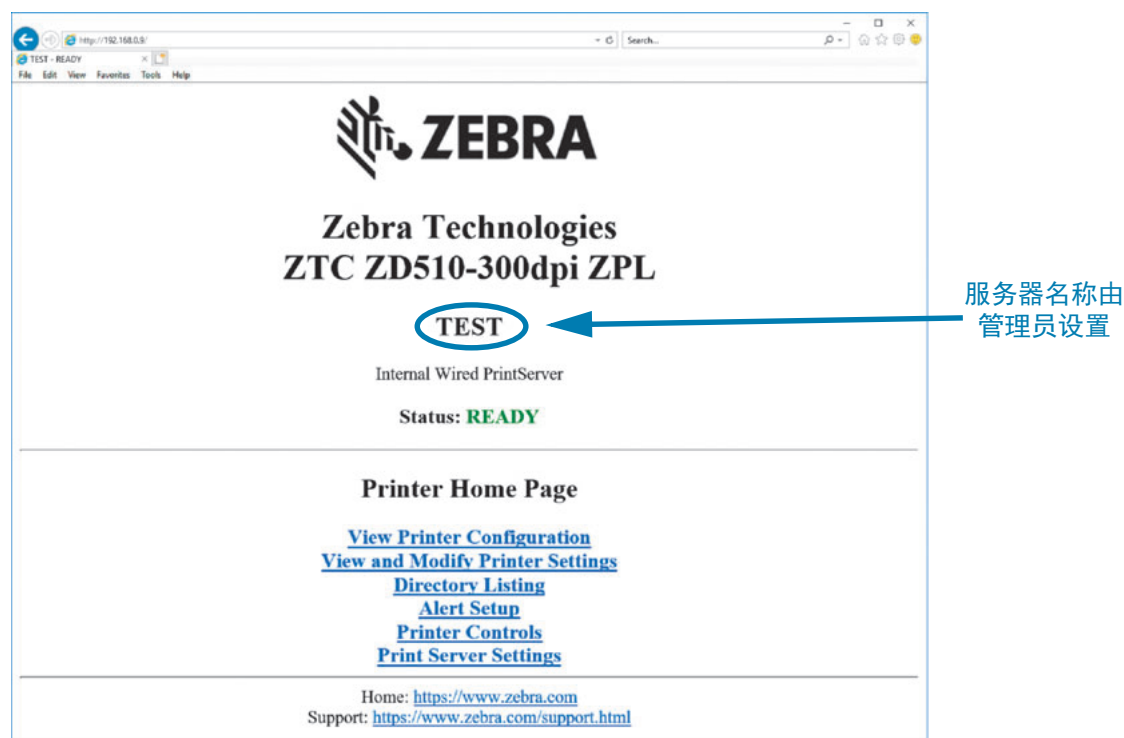 http://192.168.0.9/
Search...
TEST - READY
File Edit View Favorites Tools Help
ZEBRA
Zebra Technologies
ZTC ZD510-300dpi ZPL
TEST
服务器名称由
管理员设置
Internal Wired PrintServer
Status: READY
Printer Home Page
View Printer Configuration
View and Modify Printer Settings
Directory Listing
Alert Setup
Printer Controls
Print Server Settings
Home: https://www.zebra.com
Support: https://www.zebra.com/support.html